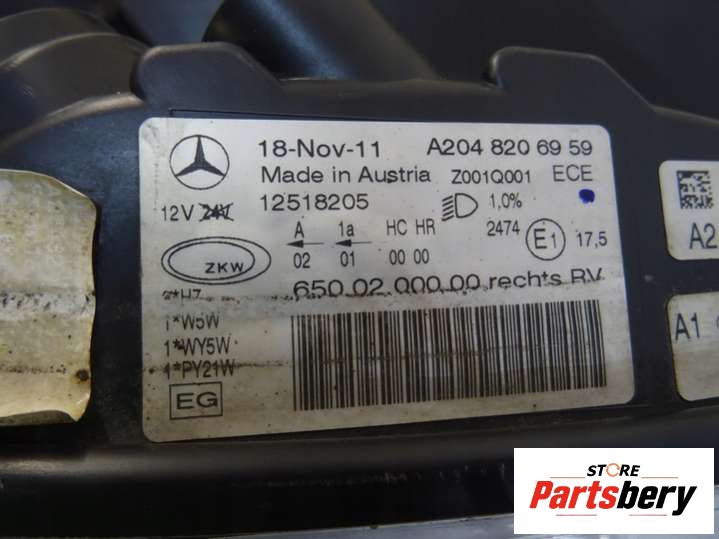 18-Nov-11 A204 820 69 59
Made in Austria Z001Q001 ECE
12V 24V 12518205 1,0%
A 1a HC HR 2474 E1 17,5
02 01 00 00
ZKW
650.02.000.00 rechts RV
2*H7
1*W5W
1*WY5W
1*PY21W
EG
A2
A1
STORE
Partsbery